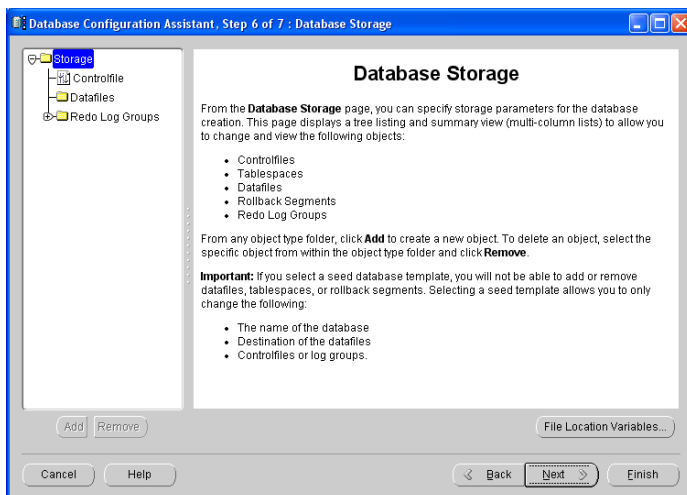 Database Configuration Assistant, Step 6 of 7 : Database Storage
Storage
Controlfile
Datafiles
Redo Log Groups
Database Storage
From the Database Storage page, you can specify storage parameters for the database
creation. This page displays a tree listing and summary view (multi-column lists) to allow you
to change and view the following objects:
• Controlfiles
• Tablespaces
• Datafiles
• Rollback Segments
• Redo Log Groups
From any object type folder, click Add to create a new object. To delete an object, select the
specific object from within the object type folder and click Remove.
Important: If you select a seed database template, you will not be able to add or remove
datafiles, tablespaces, or rollback segments. Selecting a seed template allows you to only
change the following:
• The name of the database
• Destination of the datafiles
• Controlfiles or log groups.
Add Remove
File Location Variables...
Cancel Help Back Next Finish